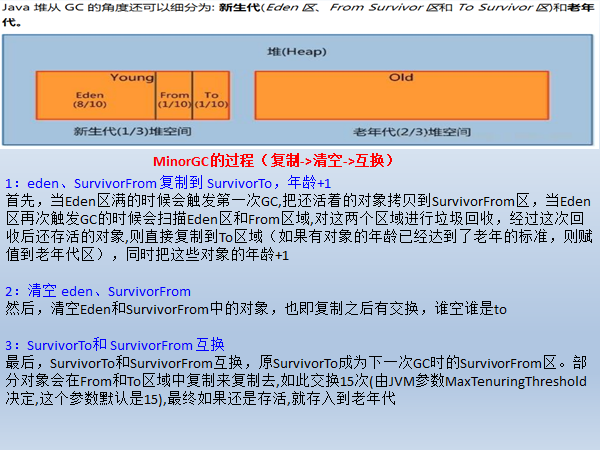 Java 堆从 GC 的角度还可以细分为: 新生代(Eden 区、From Survivor 区和 To Survivor 区)和老年
代。
堆(Heap)
Young
Old
Eden
(8/10)
From
(1/10)
To
(1/10)
新生代(1/3)堆空间
老年代(2/3)堆空间
MinorGC的过程（复制->清空->互换）
1：eden、SurvivorFrom 复制到 SurvivorTo，年龄+1
首先，当Eden区满的时候会触发第一次GC,把还活着的对象拷贝到SurvivorFrom区，当Eden
区再次触发GC的时候会扫描Eden区和From区域,对这两个区域进行垃圾回收，经过这次回
收后还存活的对象,则直接复制到To区域（如果有对象的年龄已经达到了老年的标准，则赋
值到老年代区），同时把这些对象的年龄+1
2：清空 eden、SurvivorFrom
然后，清空Eden和SurvivorFrom中的对象，也即复制之后有交换，谁空谁是to
3：SurvivorTo和 SurvivorFrom 互换
最后，SurvivorTo和SurvivorFrom互换，原SurvivorTo成为下一次GC时的SurvivorFrom区。部
分对象会在From和To区域中复制来复制去,如此交换15次(由JVM参数MaxTenuringThreshold
决定,这个参数默认是15),最终如果还是存活,就存入到老年代